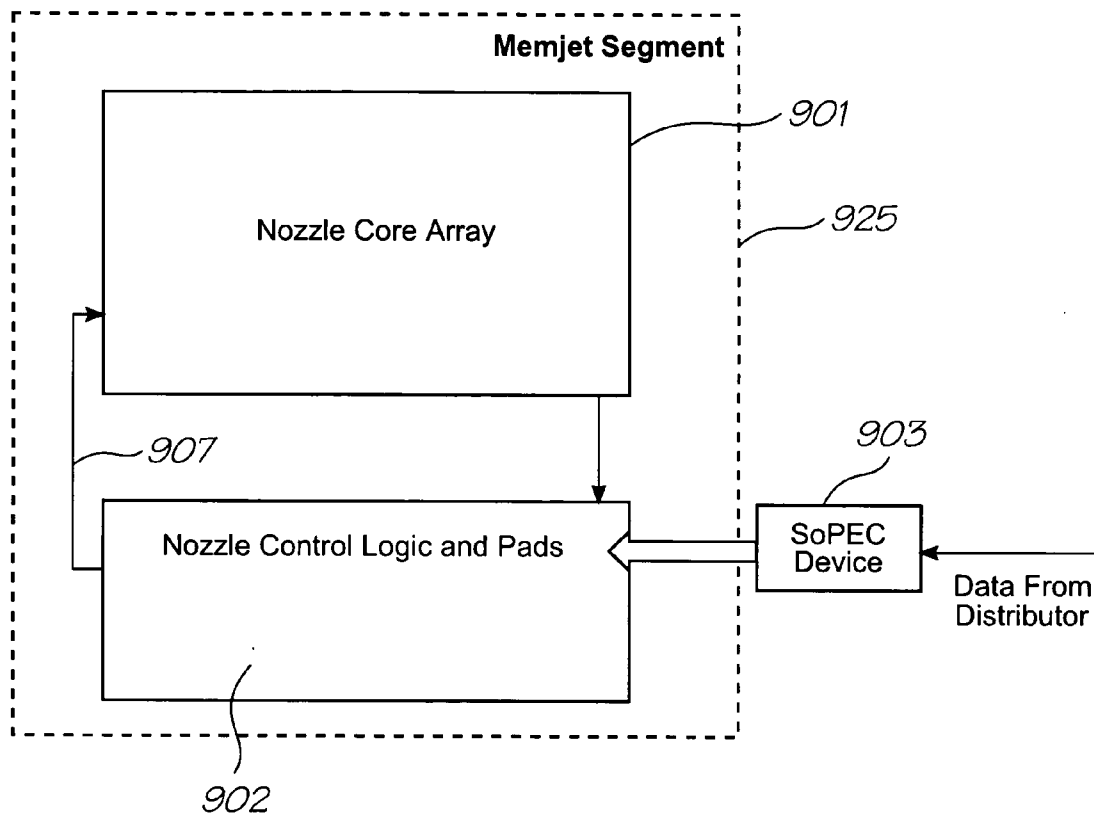 Memjet Segment
901
Nozzle Core Array
925
907
903
Nozzle Control Logic and Pads
SoPEC
Device
Data From
Distributor
902